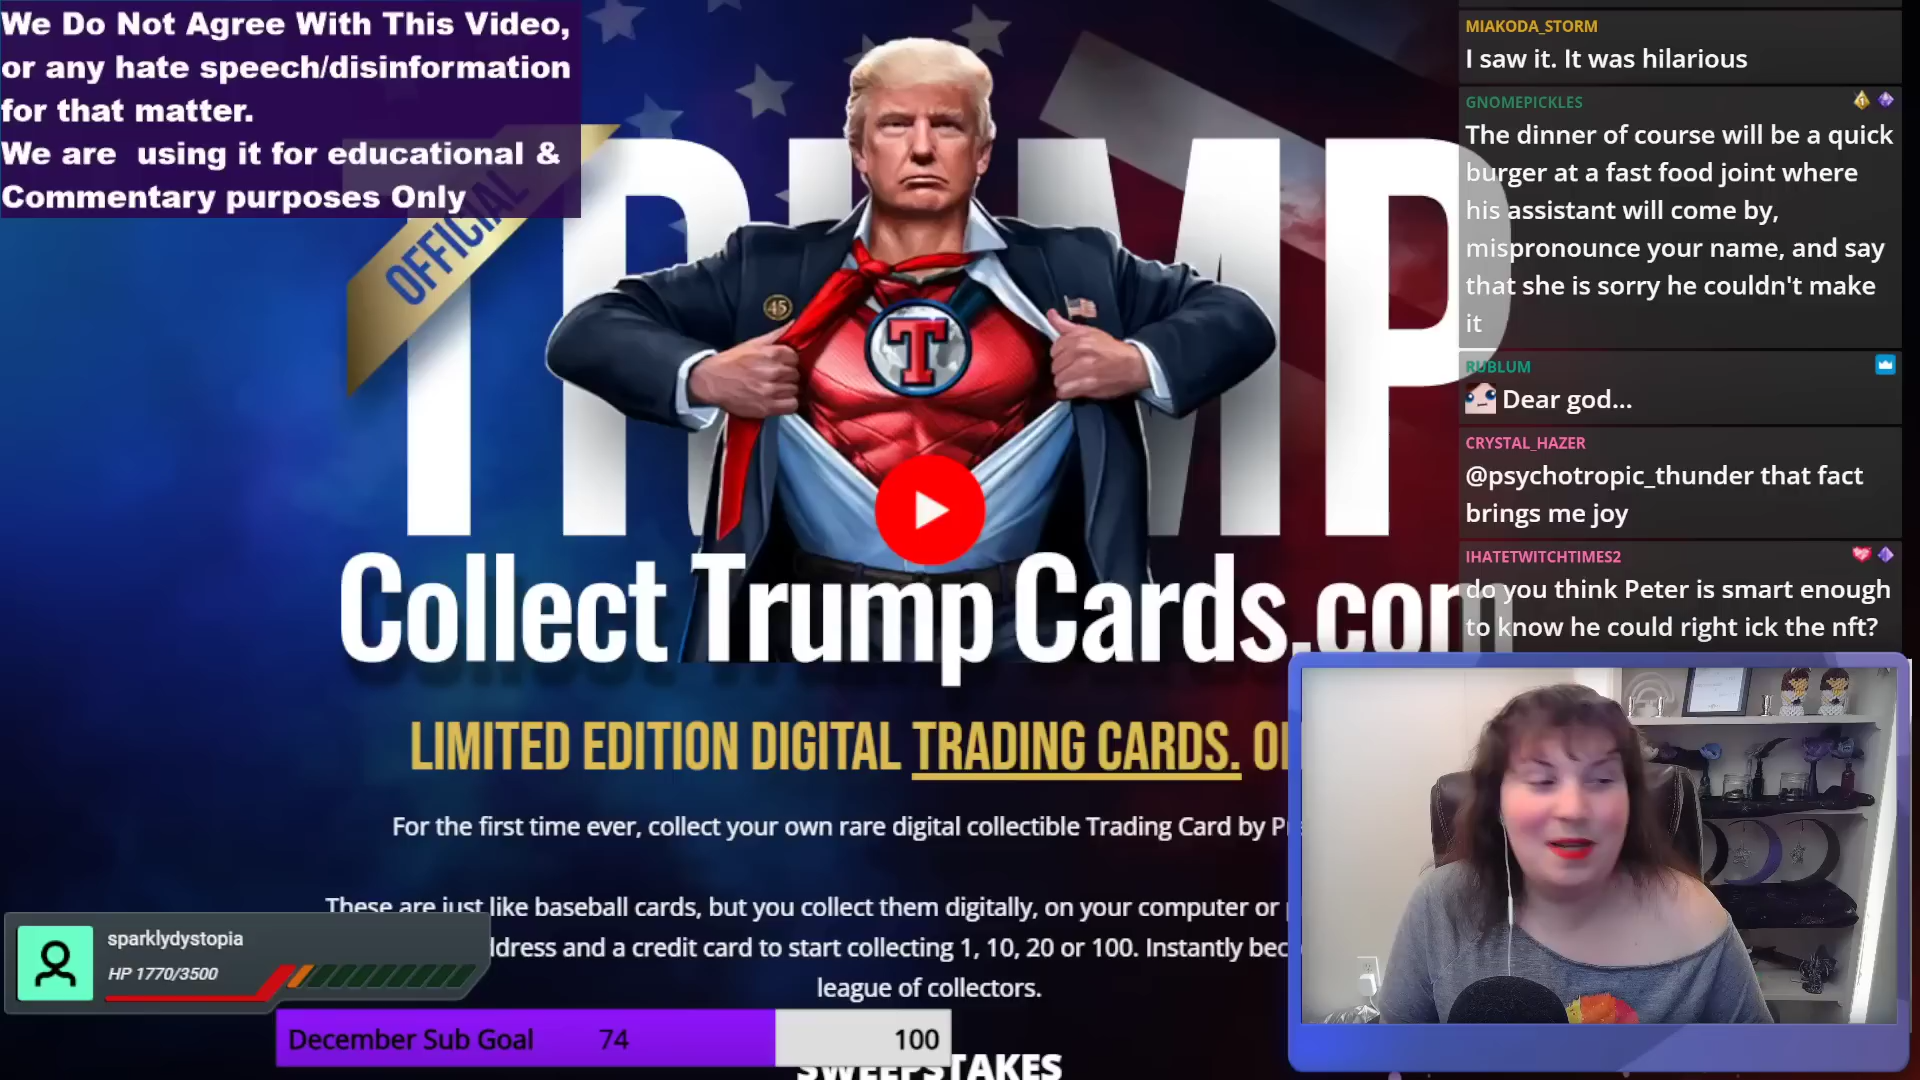 We Do Not Agree With This Video,
or any hate speech/disinformation
for that matter.
We are using it for educational &
Commentary purposes Only
OFFICIAL
TRUMP
45
T
Collect Trump Cards.com
LIMITED EDITION DIGITAL TRADING CARDS.
For the first time ever, collect your own rare digital collectible Trading Card by
These are just like baseball cards, but you collect them digitally, on your computer or
and a credit card to start collecting 1, 10, 20 or 100. Instantly
league of collectors.
SWEEPSTAKES
MIAKODA_STORM
I saw it. It was hilarious
GNOMEPICKLES
The dinner of course will be a quick
burger at a fast food joint where
his assistant will come by,
mispronounce your name, and say
that she is sorry he couldn't make
it
RUBLUM
Dear god...
CRYSTAL_HAZER
@psychotropic_thunder that fact
brings me joy
IHATETWITCHTIMES2
do you think Peter is smart enough
to know he could right ick the nft?
sparklydystopia
HP 1770/3500
December Sub Goal 74 100